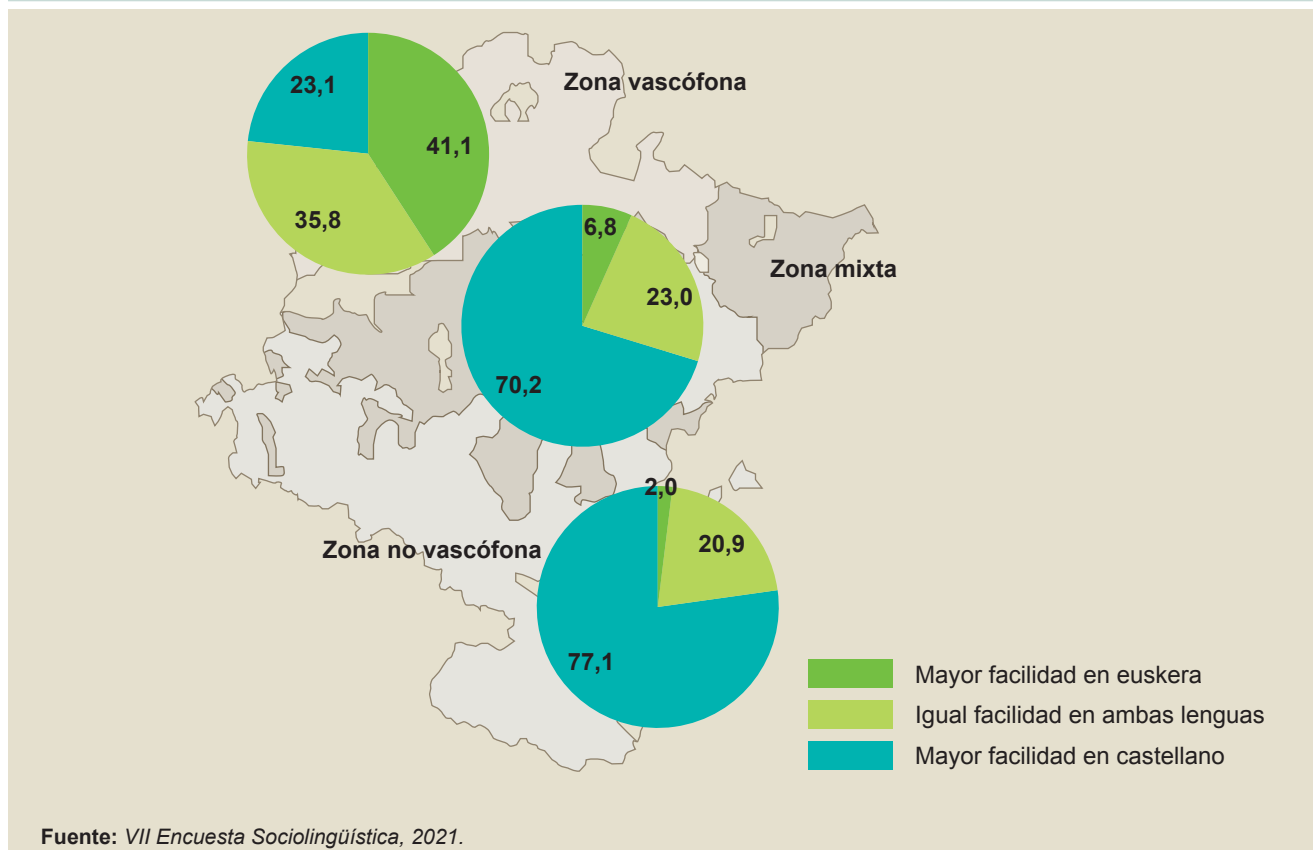 Zona vascófona
23,1
41,1
35,8
6,8
23,0
70,2
Zona mixta
2,0
20,9
77,1
Zona no vascófona
Mayor facilidad en euskera
Igual facilidad en ambas lenguas
Mayor facilidad en castellano
Fuente: VII Encuesta Sociolingüística, 2021.